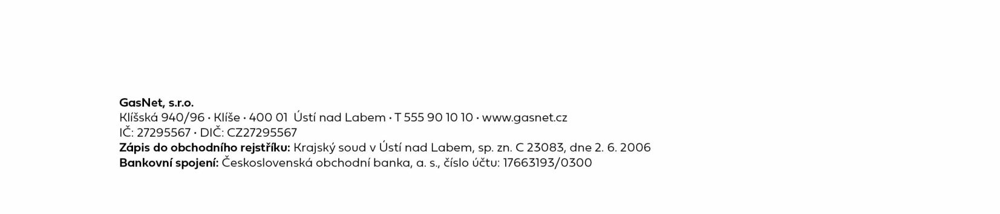 GasNet, s.r.o.
Klíšská 940/96 • Klíše • 400 01 Ústí nad Labem • T 555 90 10 10 • www.gasnet.cz
IČ: 27295567 • DIČ: CZ27295567
Zápis do obchodního rejstříku: Krajský soud v Ústí nad Labem, sp. zn. C 23083, dne 2. 6. 2006
Bankovní spojení: Československá obchodní banka, a. s., číslo účtu: 17663193/0300